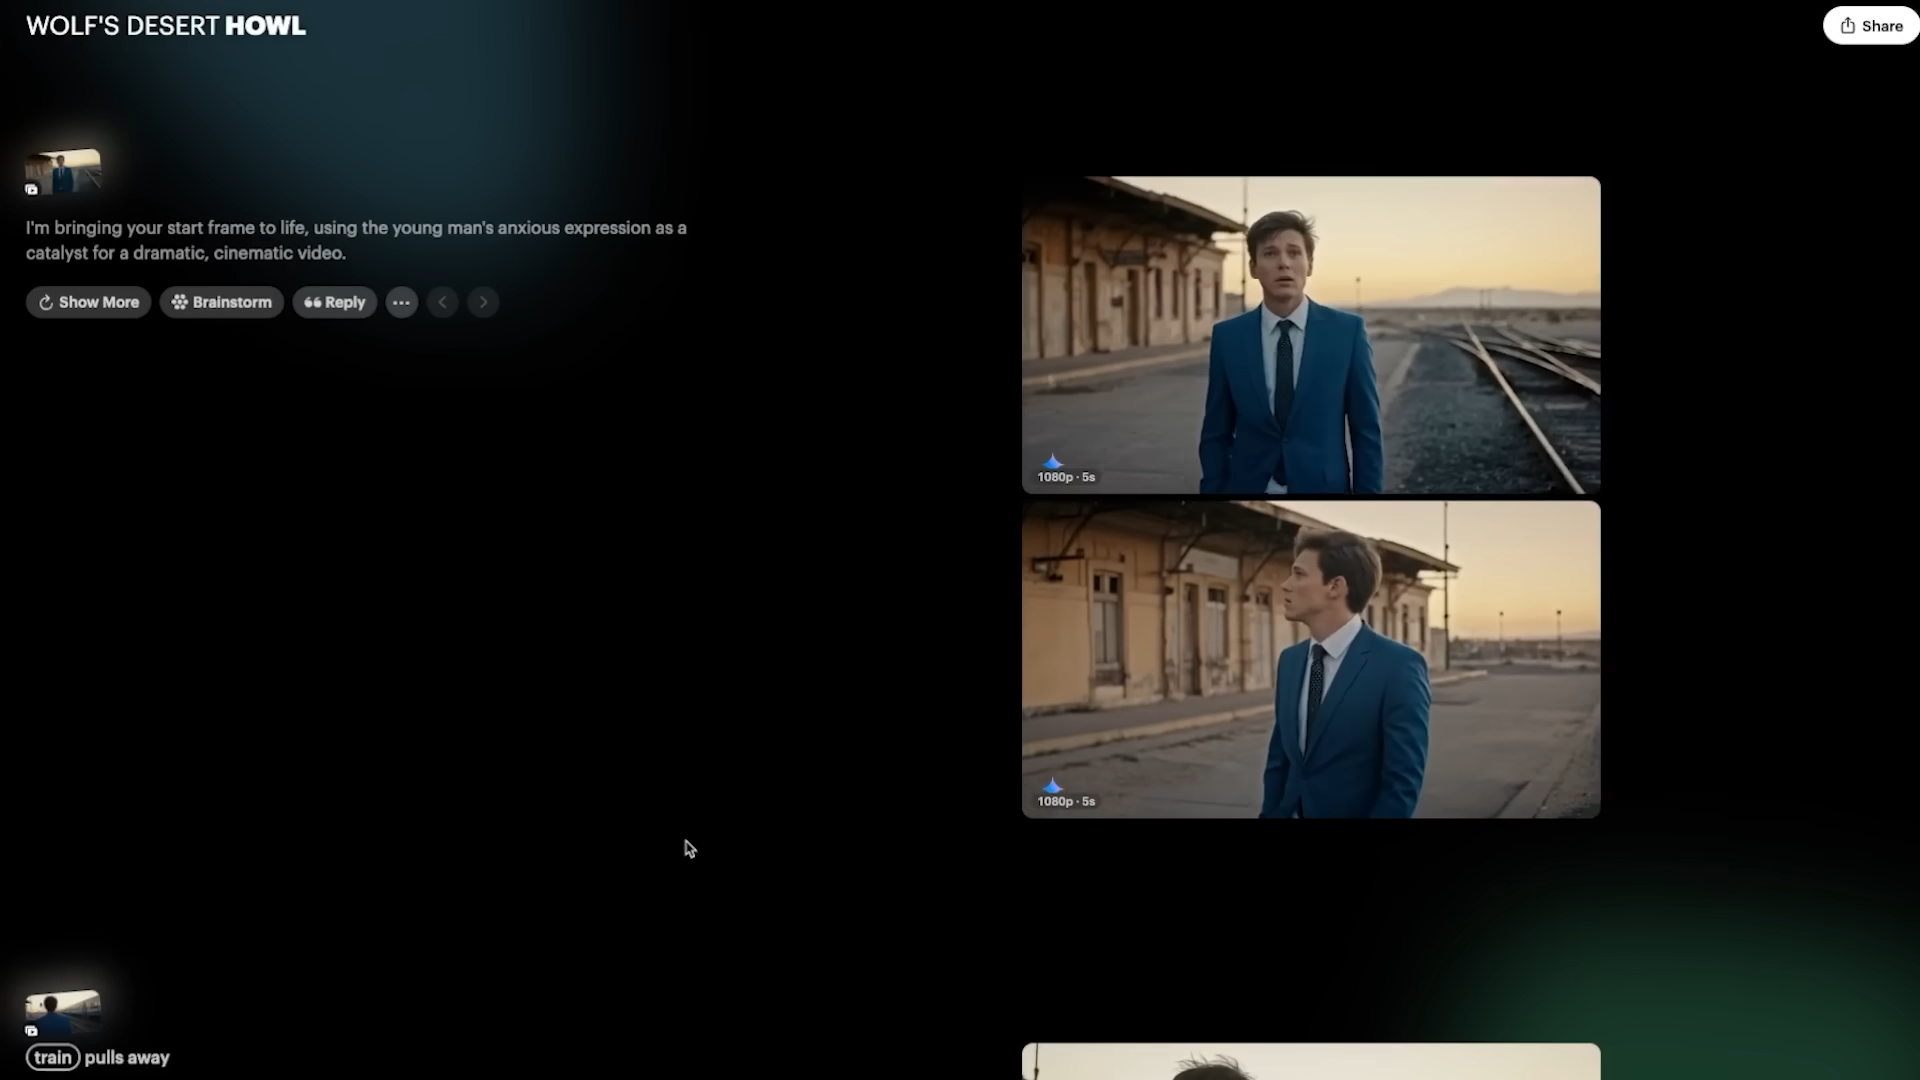 WOLF'S DESERT HOWL
Share
I'm bringing your start frame to life, using the young man's anxious expression as a
catalyst for a dramatic, cinematic video.
Show More
Brainstorm
Reply
1080p · 5s
1080p · 5s
train pulls away